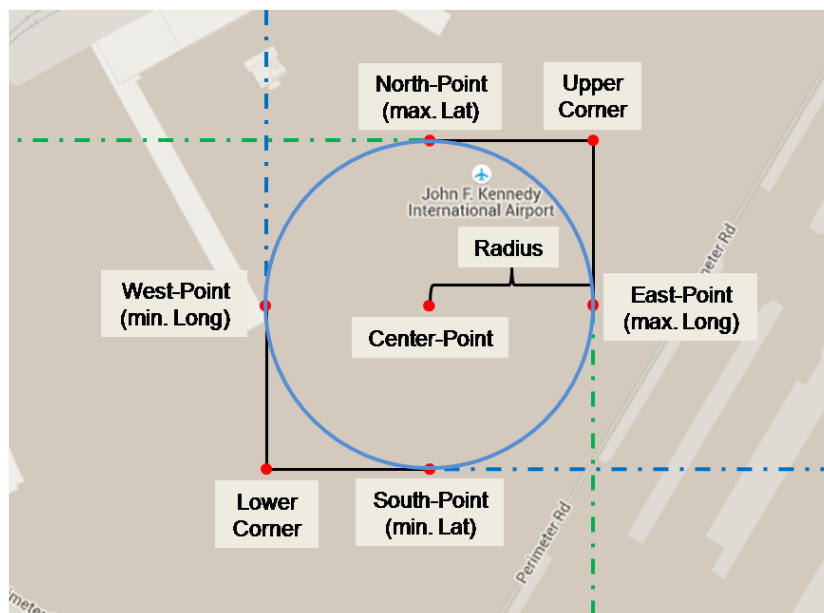 North-Point
(max. Lat)
Upper
Corner
John F. Kennedy
International Airport
Radius
meter Rd
West-Point
(min. Long)
East-Point
(max. Long)
Center-Point
Lower
Corner
South-Point
(min. Lat)
Perimeter Rd